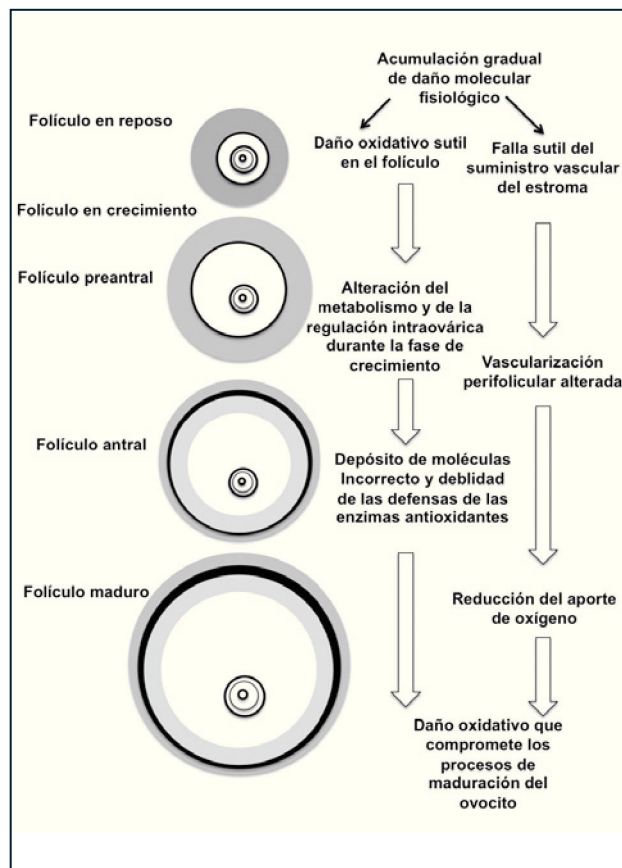 Acumulación gradual
de daño molecular
fisiológico
Folículo en reposo
Daño oxidativo sutil
en el folículo
Falla sutil del
suministro vascular
del estroma
Folículo en crecimiento
Folículo preantral
Alteración del
metabolismo y de la
regulación intraovárica
durante la fase de
crecimiento
Vascularización
perifolicular alterada
Folículo antral
Depósito de moléculas
Incorrecto y deblidad
de las defensas de las
enzimas antioxidantes
Folículo maduro
Reducción del aporte
de oxígeno
Daño oxidativo que
compromete los
procesos de
maduración del
ovocito